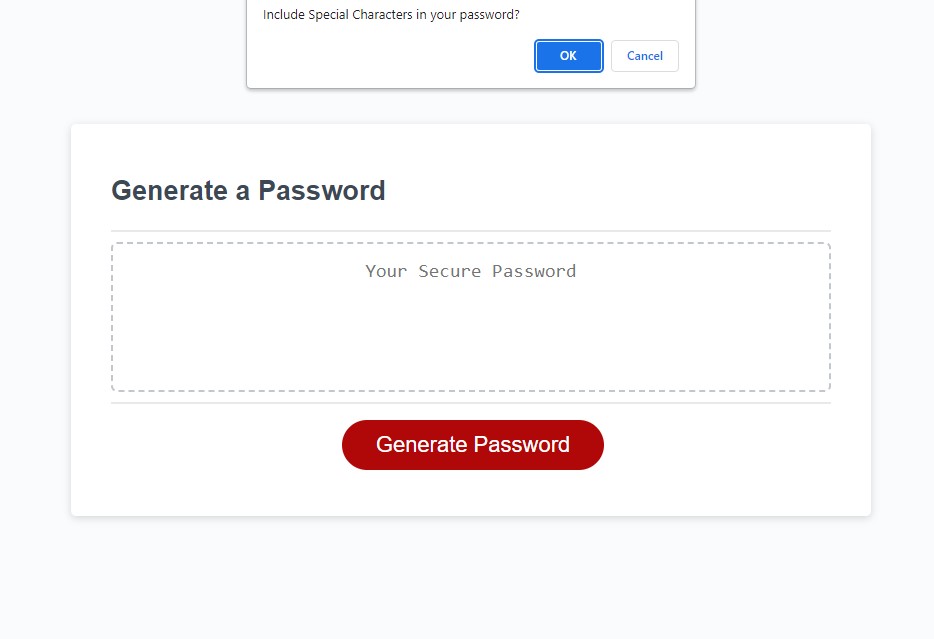 Include Special Characters in your password?
OK
Cancel
Generate a Password
Your Secure Password
Generate Password